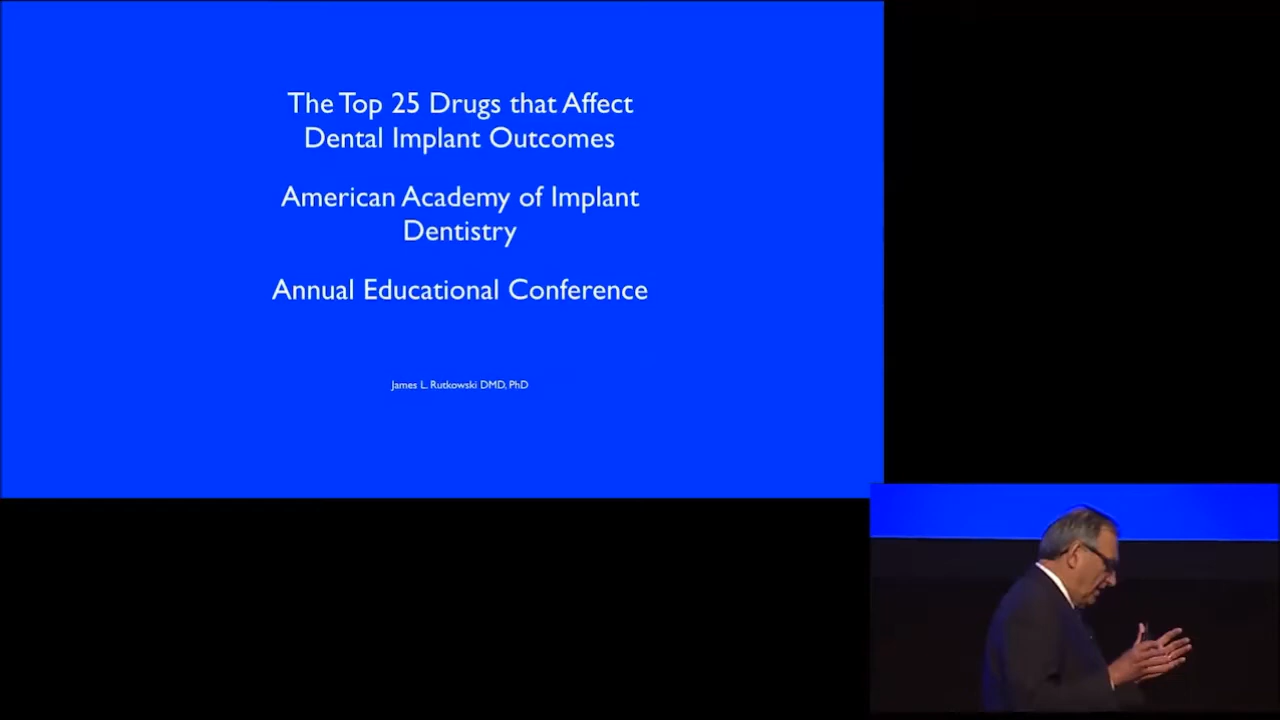 The Top 25 Drugs that Affect
Dental Implant Outcomes
American Academy of Implant
Dentistry
Annual Educational Conference
James L. Rutkowski DMD, PhD